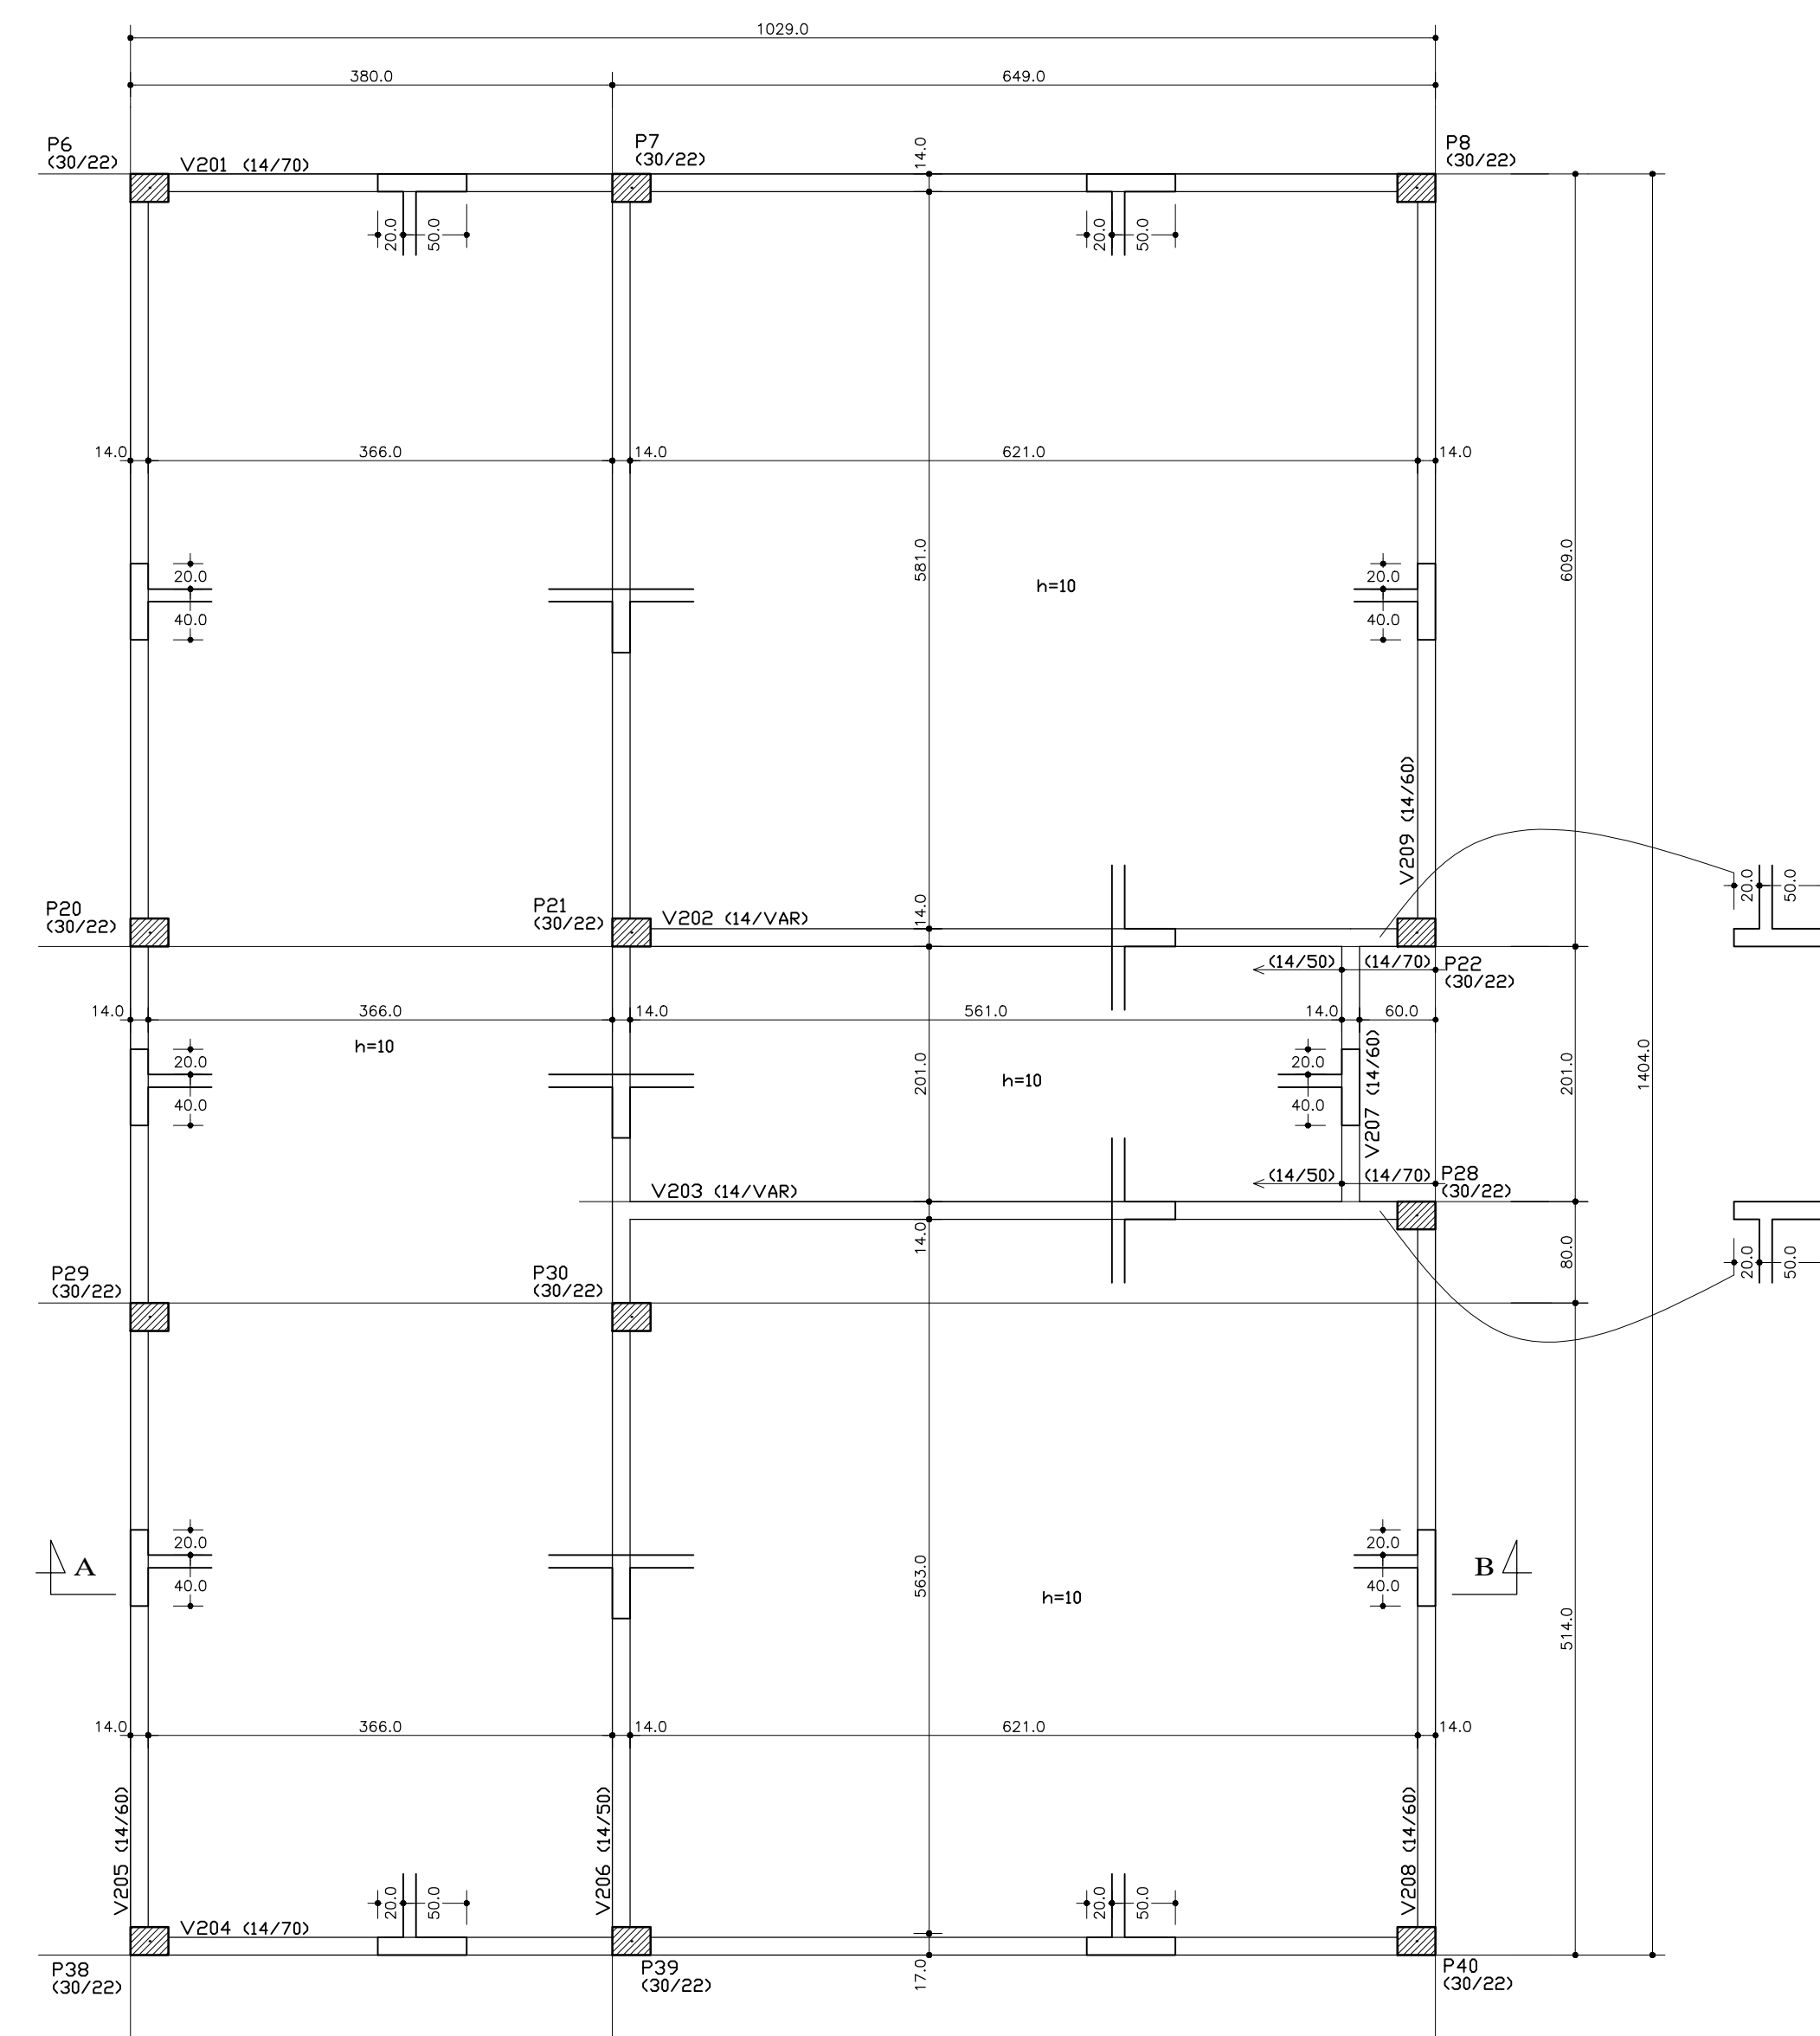 1029.0
380.0
649.0
P6
(30/22)
V201 (14/70)
P7
(30/22)
14.0
P8
(30/22)
20.0
50.0
20.0
50.0
14.0
366.0
14.0
621.0
14.0
20.0
40.0
581.0
h=10
20.0
40.0
609.0
V209 (14/60)
20.0
50.0
P20
(30/22)
P21
(30/22)
V202 (14/VAR)
14.0
(14/50)
(14/70)
P22
(30/22)
14.0
366.0
14.0
561.0
14.0
60.0
h=10
20.0
40.0
201.0
h=10
20.0
40.0
V207 (14/60)
201.0
1404.0
V203 (14/VAR)
(14/50)
(14/70)
P28
(30/22)
14.0
80.0
20.0
50.0
P29
(30/22)
P30
(30/22)
A
20.0
40.0
563.0
h=10
20.0
40.0
B
514.0
14.0
366.0
14.0
621.0
14.0
V205 (14/60)
V206 (14/50)
V208 (14/60)
20.0
50.0
20.0
50.0
V204 (14/70)
P38
(30/22)
P39
(30/22)
17.0
P40
(30/22)